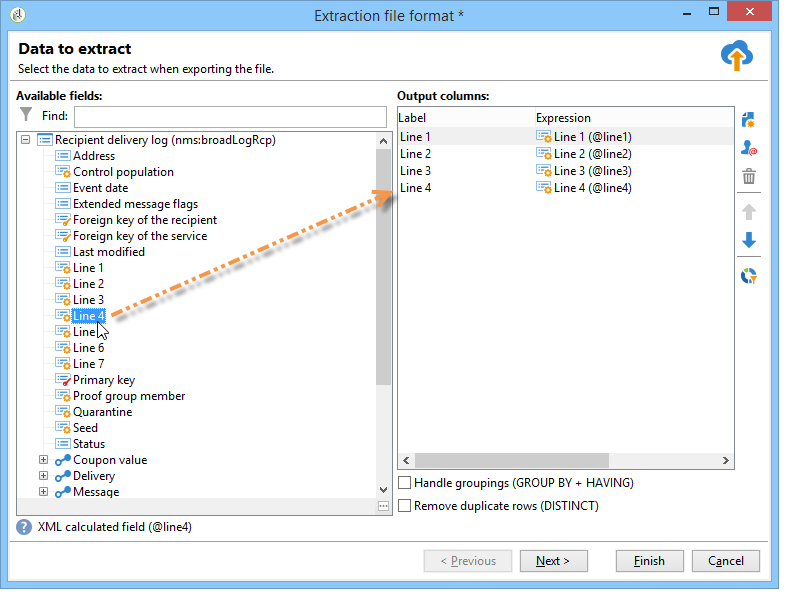 Extraction file format *
Data to extract
Select the data to extract when exporting the file.
Available fields:
Find:
Recipient delivery log (nms:broadLogRcp)
Address
Control population
Event date
Extended message flags
Foreign key of the recipient
Foreign key of the service
Last modified
Line 1
Line 2
Line 3
Line 4
Line
Line 6
Line 7
Primary key
Proof group member
Quarantine
Seed
Status
Coupon value
Delivery
Message
XML calculated field (@line4)
Output columns:
Label Expression
Line 1 Line 1 (@line1)
Line 2 Line 2 (@line2)
Line 3 Line 3 (@line3)
Line 4 Line 4 (@line4)
Handle groupings (GROUP BY + HAVING)
Remove duplicate rows (DISTINCT)
< Previous
Next >
Finish
Cancel